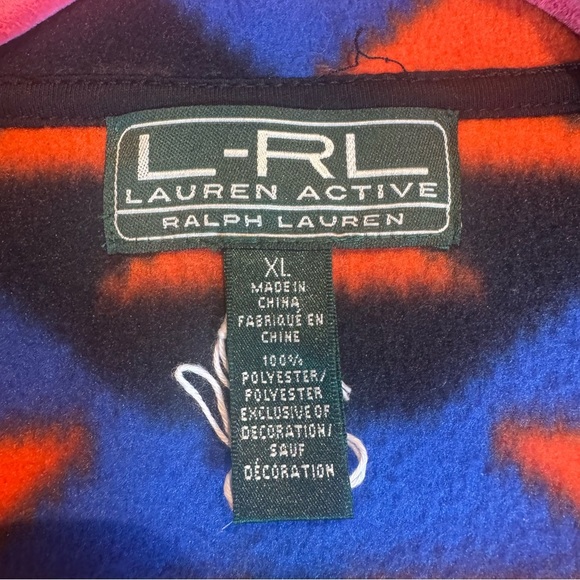 L-RL
LAUREN ACTIVE
RALPH LAUREN
XL
MADE IN
CHINA
FABRIQUÉ EN
CHINE
100%
POLYESTER/
POLYESTER
EXCLUSIVE OF
DECORATION/
SAUF
DÉCORATION